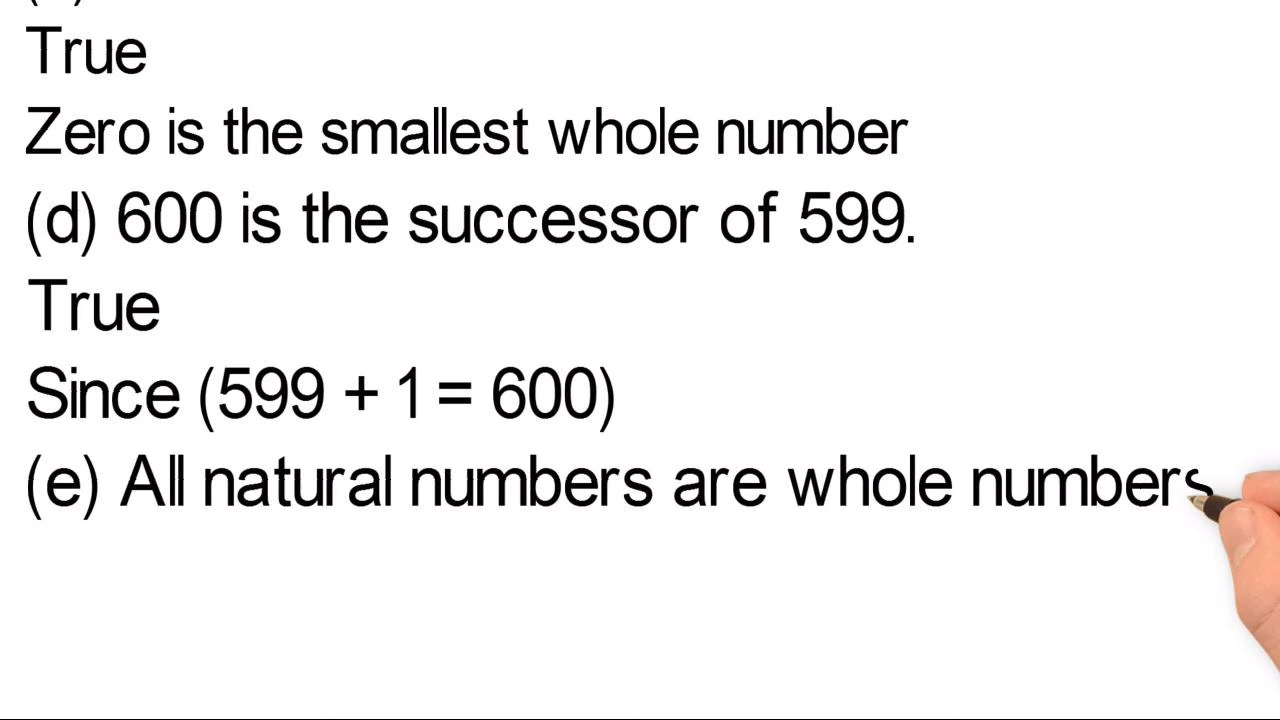 True
Zero is the smallest whole number
(d) 600 is the successor of 599.
True
Since (599 + 1 = 600)
(e) All natural numbers are whole numbers